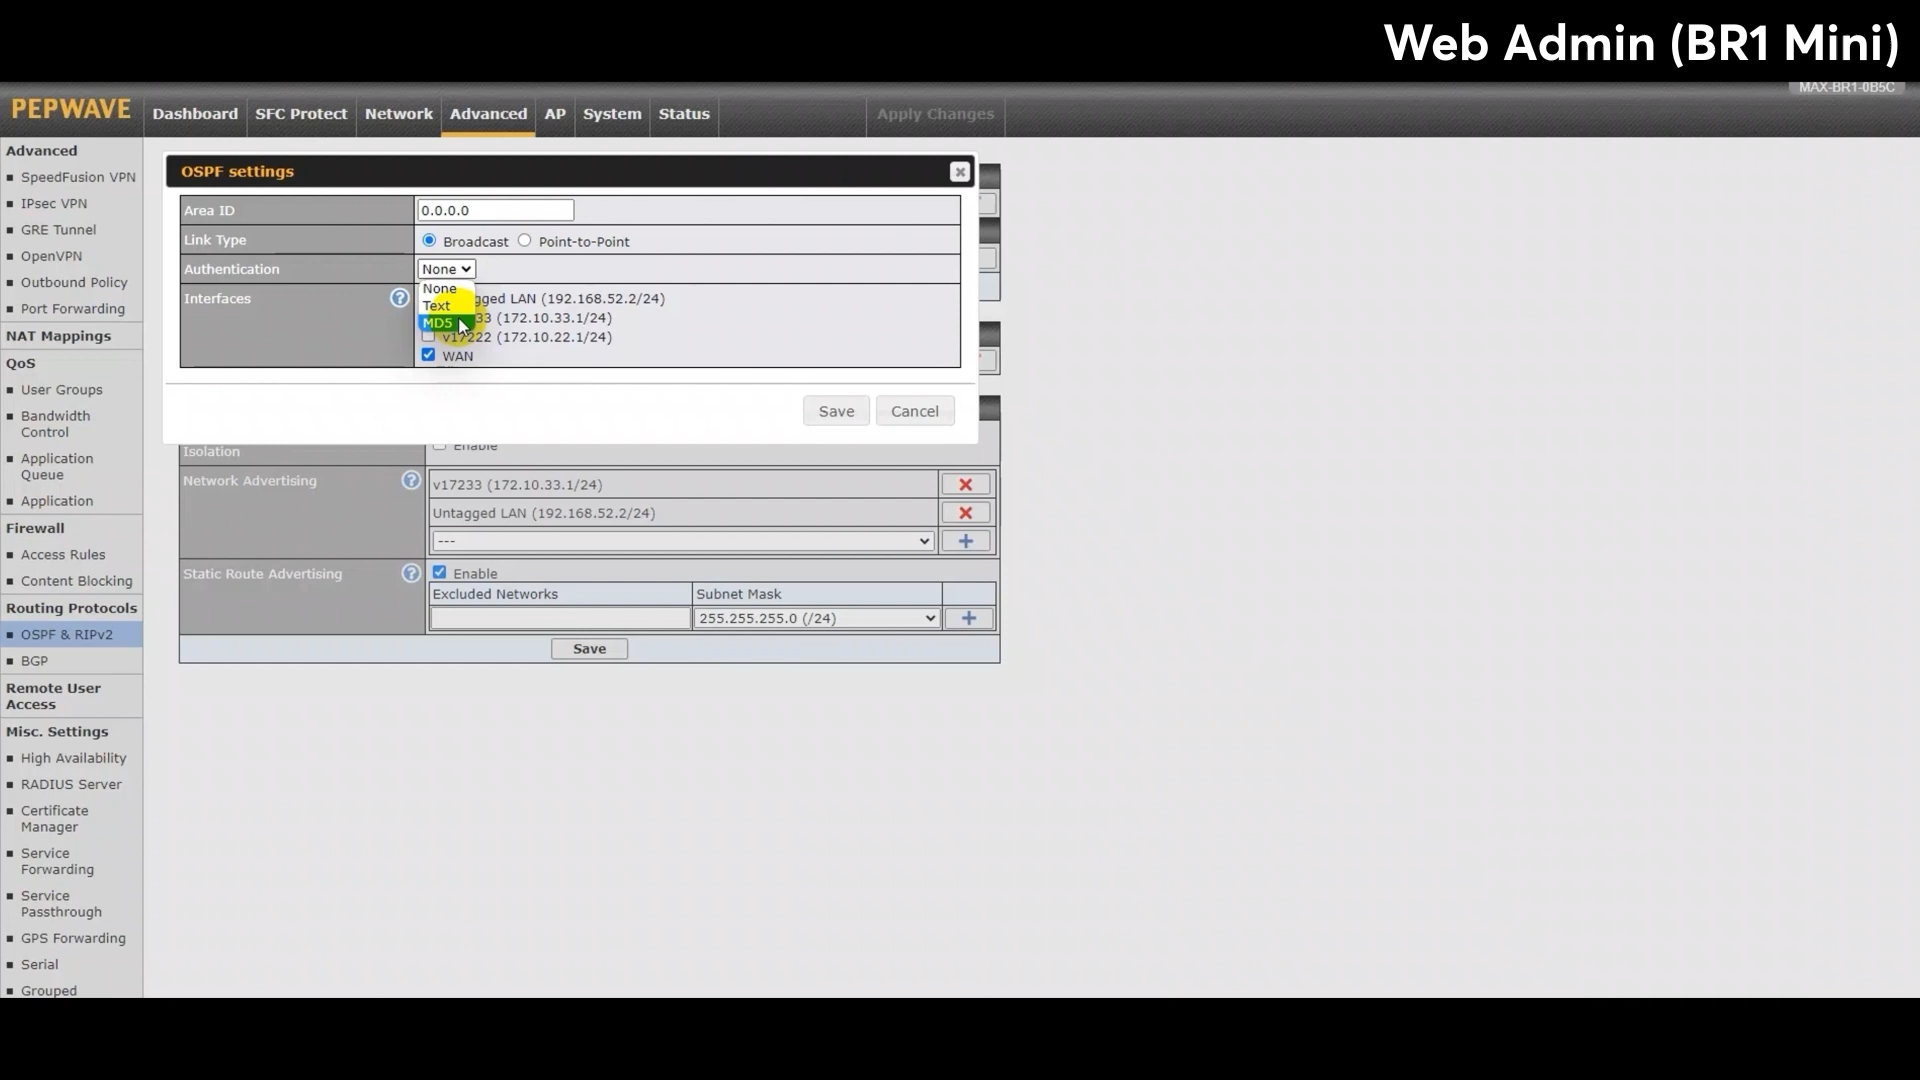 Web Admin (BR1 Mini)
MAX-BR1-0B5C
PEPWAVE
Dashboard
SFC Protect
Network
Advanced
AP
System
Status
Apply Changes
Advanced
SpeedFusion VPN
IPsec VPN
GRE Tunnel
OpenVPN
Outbound Policy
Port Forwarding
NAT Mappings
QoS
User Groups
Bandwidth
Control
Application
Queue
Application
Firewall
Access Rules
Content Blocking
Routing Protocols
OSPF & RIPv2
BGP
Remote User
Access
Misc. Settings
High Availability
RADIUS Server
Certificate
Manager
Service
Forwarding
Service
Passthrough
GPS Forwarding
Serial
Grouped
OSPF settings
Area ID
0.0.0.0
Link Type
Broadcast
Point-to-Point
Authentication
None
None
Text
MD5
Interfaces
gged LAN (192.168.52.2/24)
33 (172.10.33.1/24)
v17222 (172.10.22.1/24)
WAN
Save
Cancel
Isolation
Enable
Network Advertising
v17233 (172.10.33.1/24)
Untagged LAN (192.168.52.2/24)
---
Static Route Advertising
Enable
Excluded Networks
Subnet Mask
255.255.255.0 (/24)
Save